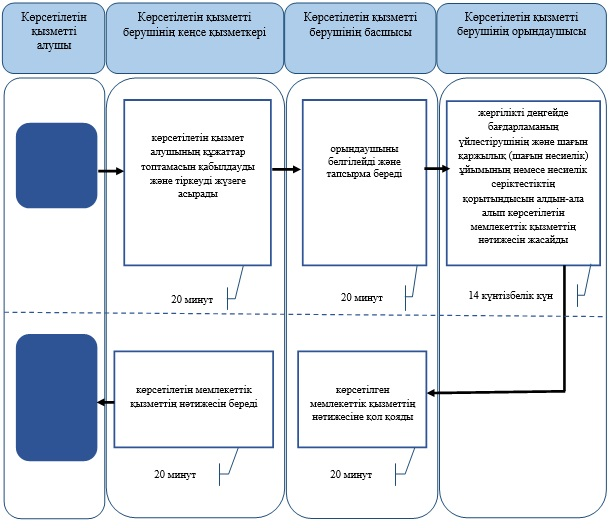 Көрсетілетін
қызметті
алушы
Көрсетілетін қызметті
берушінің кеңсе қызметкері
Көрсетілетін қызметті
берушінің басшысы
Көрсетілетін қызметті
берушінің орындаушысы
көрсетілетін қызмет
алушының құжаттар
топтамасын қабылдауды
және тіркеуді жүзеге
асырады
орындаушыны
белгілейді және
тапсырма береді
жергілікті деңгейде
бағдарламаның
үйлестірушінің және шағын
қаржылық (шағын несиелік)
ұйымының немесе несиелік
серіктестіктің
қорытындысын алдын-ала
алып көрсетілетін
мемлекеттік қызметтің
нәтижесін жасайды
20 минут
20 минут
14 күнтізбелік күн
көрсетілетін мемлекеттік
қызметтің нәтижесін береді
көрсетілген
мемлекеттік қызметтің
нәтижесіне қол қояды
20 минут
20 минут